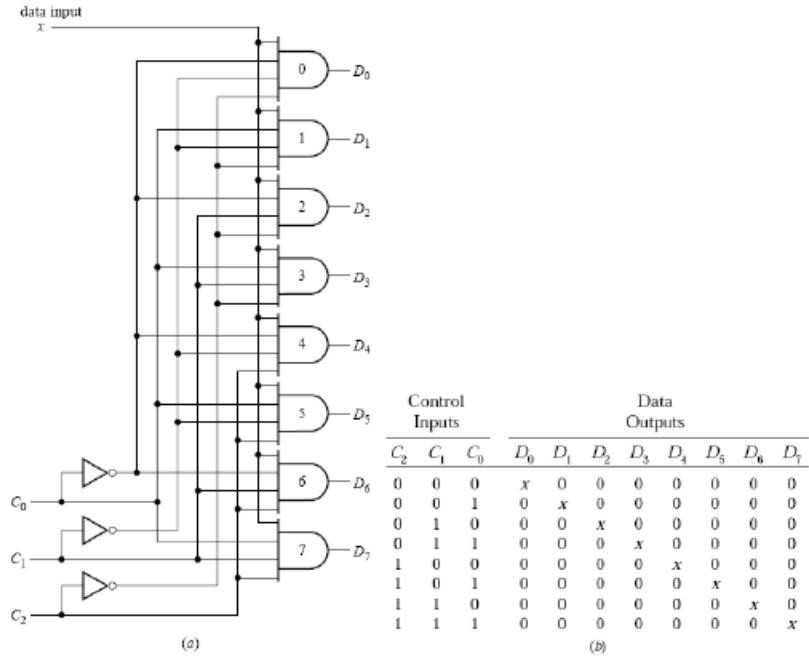 data input
x
0 D0
1 D1
2 D2
3 D3
4 D4
5 D5
6 D6
7 D7
C0
C1
C2
(a)
Control Inputs Data Outputs
C2 C1 C0 D0 D1 D2 D3 D4 D5 D6 D7
0 0 0 x 0 0 0 0 0 0 0
0 0 1 0 x 0 0 0 0 0 0
0 1 0 0 0 x 0 0 0 0 0
0 1 1 0 0 0 x 0 0 0 0
1 0 0 0 0 0 0 x 0 0 0
1 0 1 0 0 0 0 0 x 0 0
1 1 0 0 0 0 0 0 0 x 0
1 1 1 0 0 0 0 0 0 0 x
(b)